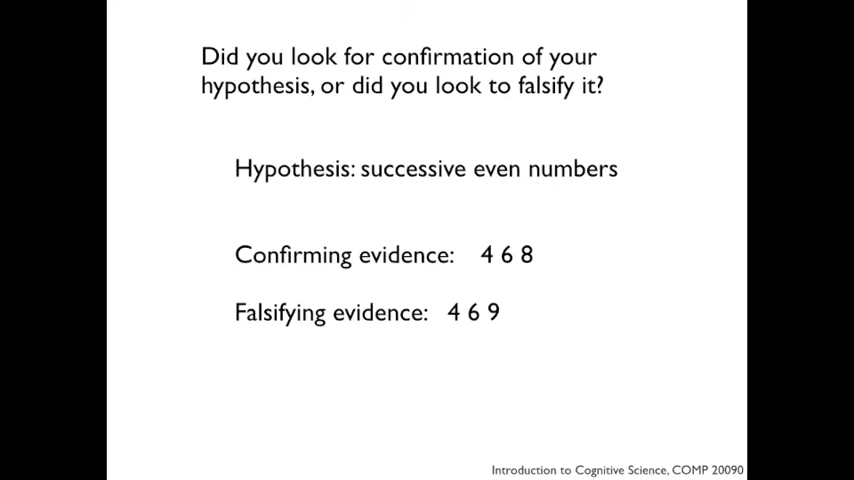 Did you look for confirmation of your
hypothesis, or did you look to falsify it?
Hypothesis: successive even numbers
Confirming evidence: 4 6 8
Falsifying evidence: 4 6 9
Introduction to Cognitive Science, COMP 20090